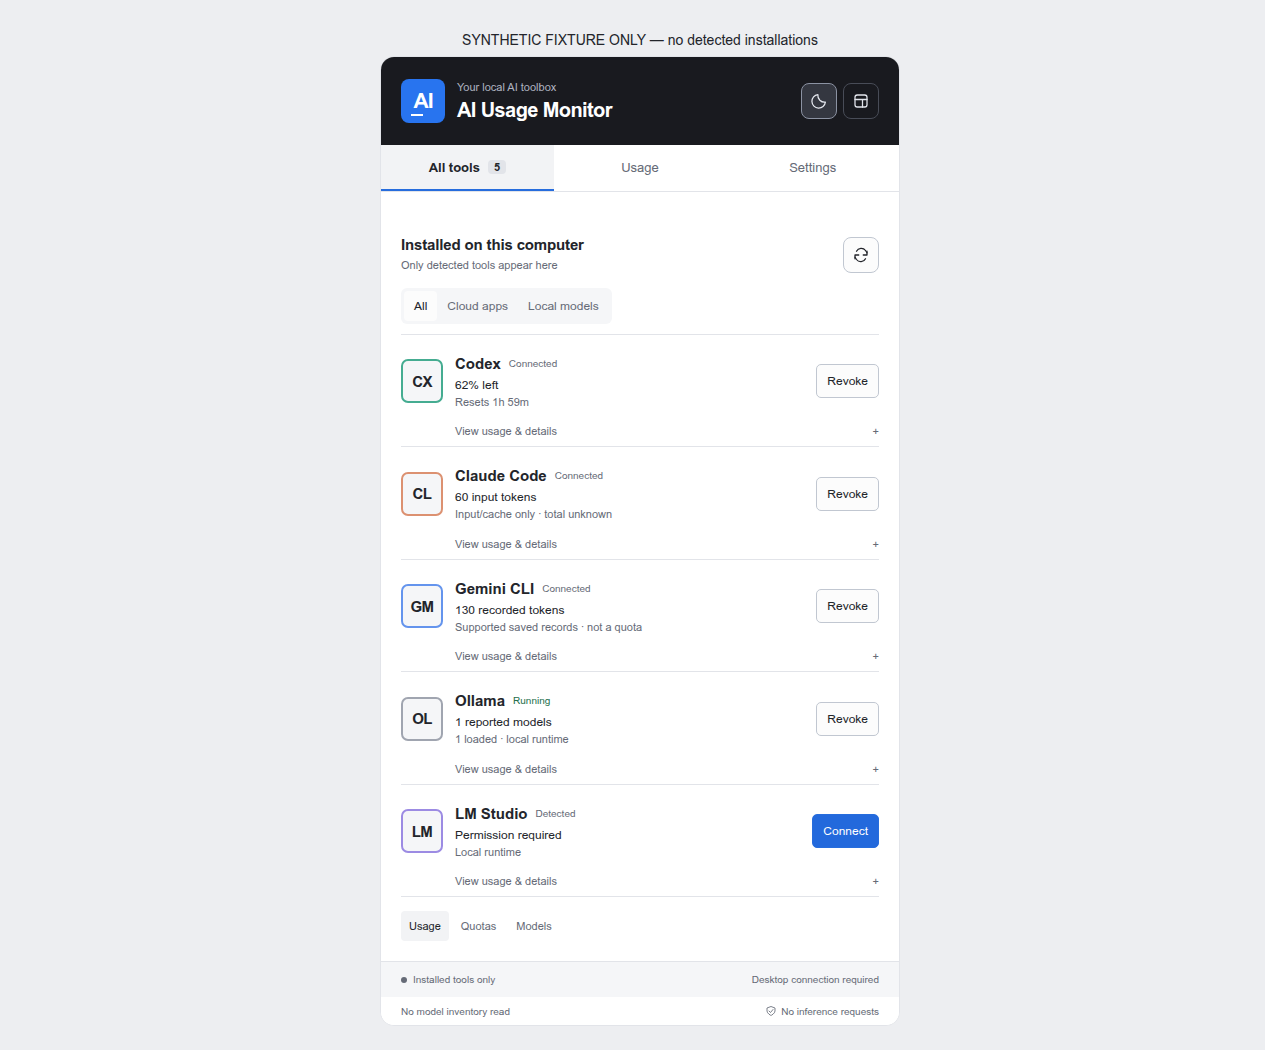 SYNTHETIC FIXTURE ONLY — no detected installations
AI
Your local AI toolbox
AI Usage Monitor
All tools 5
Usage
Settings
Installed on this computer
Only detected tools appear here
All
Cloud apps
Local models
CX
Codex Connected
62% left
Resets 1h 59m
Revoke
View usage & details +
CL
Claude Code Connected
60 input tokens
Input/cache only · total unknown
Revoke
View usage & details +
GM
Gemini CLI Connected
130 recorded tokens
Supported saved records · not a quota
Revoke
View usage & details +
OL
Ollama Running
1 reported models
1 loaded · local runtime
Revoke
View usage & details +
LM
LM Studio Detected
Permission required
Local runtime
Connect
View usage & details +
Usage
Quotas
Models
Installed tools only
Desktop connection required
No model inventory read
No inference requests